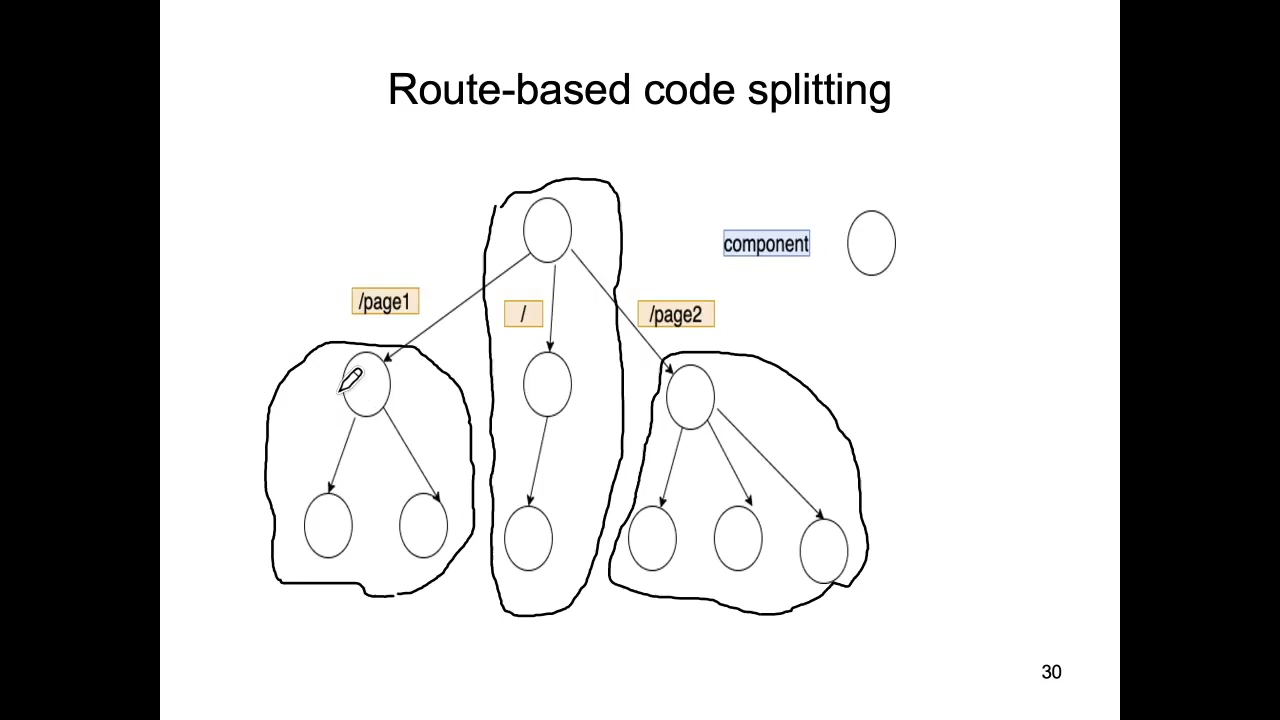 Route-based code splitting
component
/page1
/
/page2
30